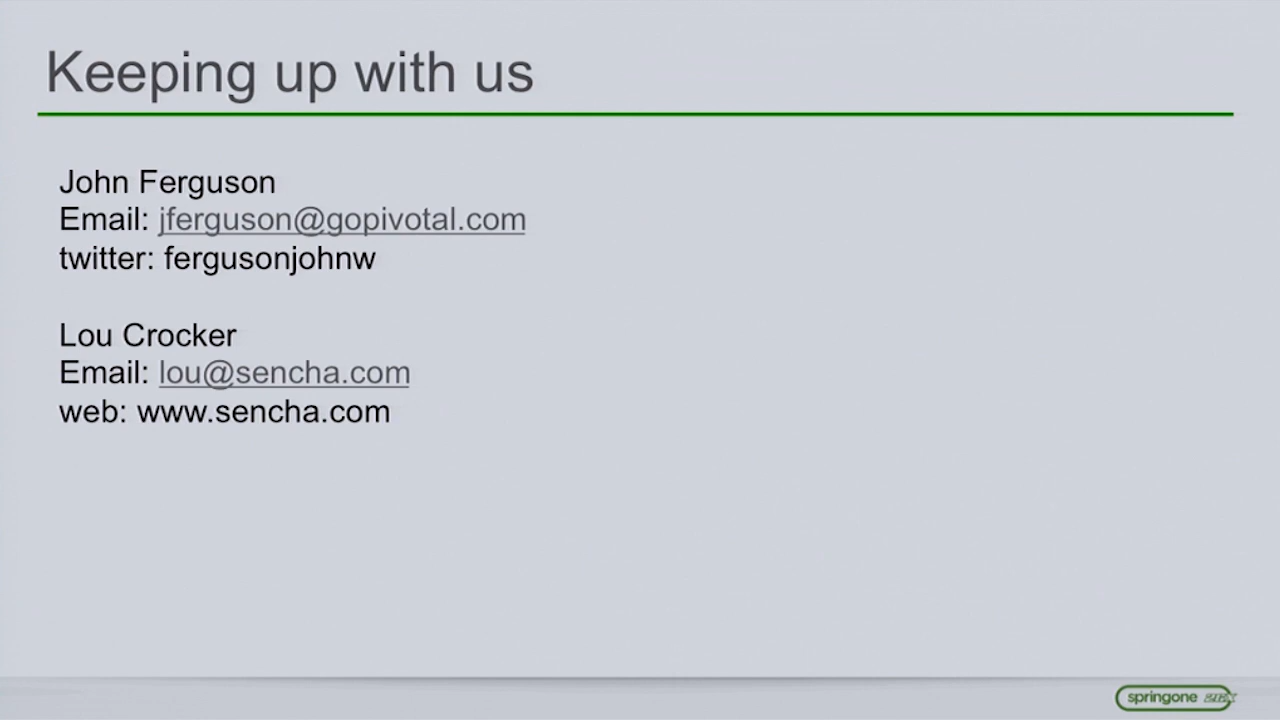 Keeping up with us
John Ferguson
Email: jferguson@gopivotal.com
twitter: fergusonjohnw
Lou Crocker
Email: lou@sencha.com
web: www.sencha.com
springone 2GX